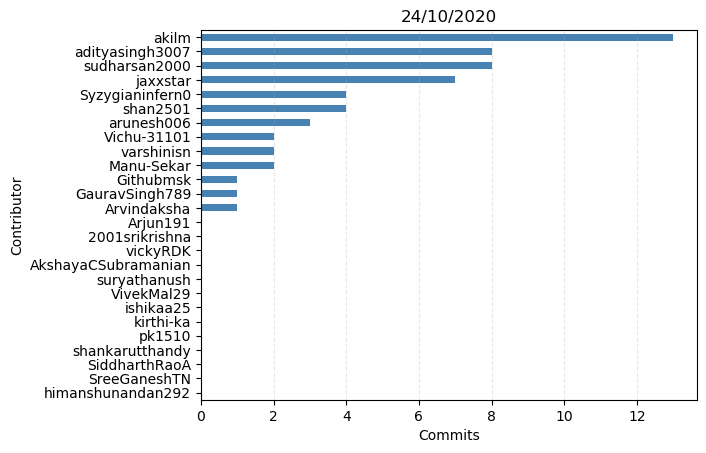 24/10/2020
akilm
adityasingh3007
sudharsan2000
jaxxstar
Syzygianinfern0
shan2501
arunesh006
Vichu-31101
varshinisn
Manu-Sekar
Githubmsk
GauravSingh789
Arvindaksha
Arjun191
2001srikrishna
vickyRDK
AkshayaCSubramanian
suryathanush
VivekMal29
ishikaa25
kirthi-ka
pk1510
shankarutthandy
SiddharthRaoA
SreeGaneshTN
himanshunandan292
Contributor
0 2 4 6 8 10 12
Commits